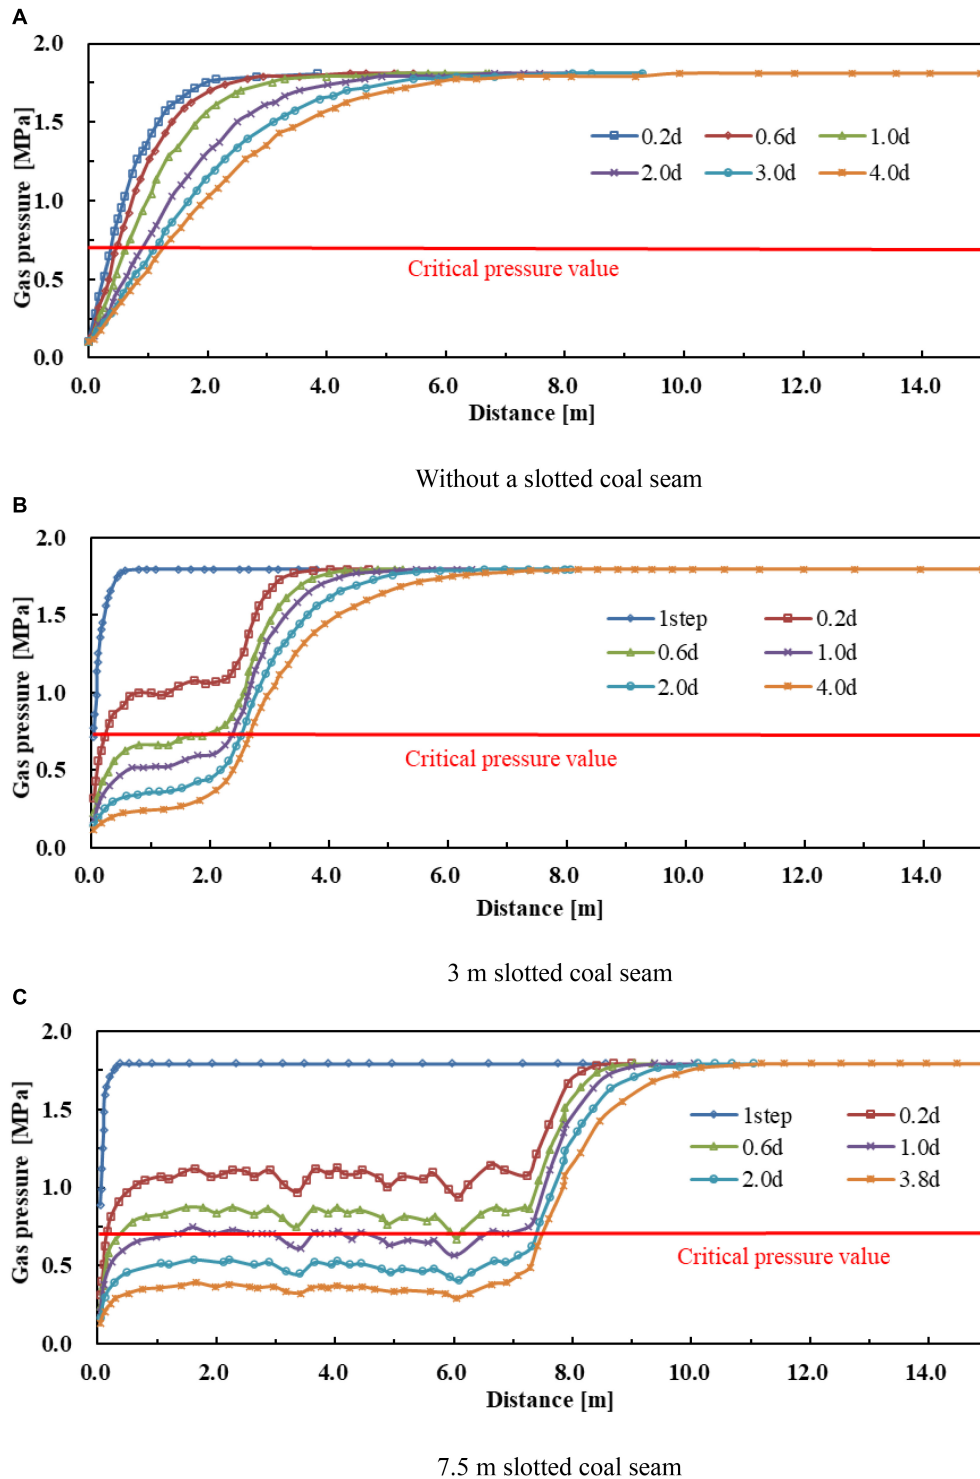 A
2.0
1.5
1.0
0.5
0.0
Gas pressure [MPa]
0.2d 0.6d 1.0d
2.0d 3.0d 4.0d
Critical pressure value
0.0 2.0 4.0 6.0 8.0 10.0 12.0 14.0
Distance [m]
Without a slotted coal seam
B
2.0
1.5
1.0
0.5
0.0
Gas pressure [MPa]
1step 0.2d
0.6d 1.0d
2.0d 4.0d
Critical pressure value
0.0 2.0 4.0 6.0 8.0 10.0 12.0 14.0
Distance [m]
3 m slotted coal seam
C
2.0
1.5
1.0
0.5
0.0
Gas pressure [MPa]
1step 0.2d
0.6d 1.0d
2.0d 3.8d
Critical pressure value
0.0 2.0 4.0 6.0 8.0 10.0 12.0 14.0
Distance [m]
7.5 m slotted coal seam